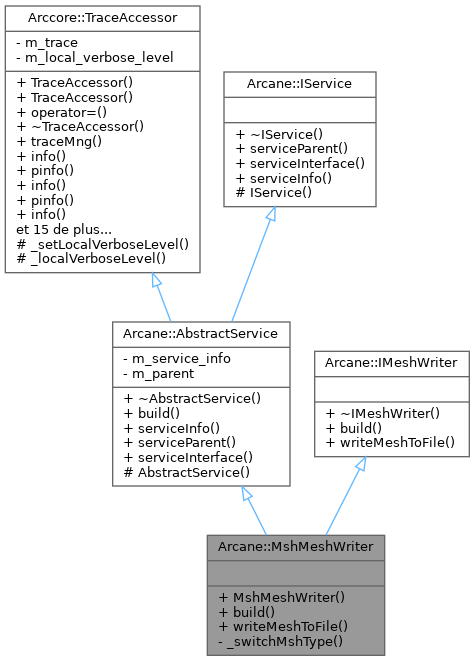 Arccore::TraceAccessor
- m_trace
- m_local_verbose_level
+ TraceAccessor()
+ TraceAccessor()
+ operator=()
+ ~TraceAccessor()
+ traceMng()
+ info()
+ pinfo()
+ info()
+ pinfo()
+ info()
et 15 de plus...
# _setLocalVerboseLevel()
# _localVerboseLevel()
Arcane::IService
+ ~IService()
+ serviceParent()
+ serviceInterface()
+ serviceInfo()
# IService()
Arcane::AbstractService
- m_service_info
- m_parent
+ ~AbstractService()
+ build()
+ serviceInfo()
+ serviceParent()
+ serviceInterface()
# AbstractService()
Arcane::IMeshWriter
+ ~IMeshWriter()
+ build()
+ writeMeshToFile()
Arcane::MshMeshWriter
+ MshMeshWriter()
+ build()
+ writeMeshToFile()
- _switchMshType()